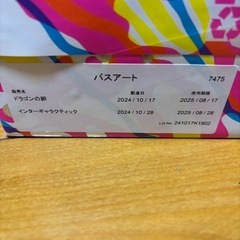 バスアート 7475
販売名 製造日 使用期限
ドラゴンの卵 2024 / 10 / 17 2025 / 08 / 17
インターギャラクティック 2024 / 10 / 28 2025 / 08 / 28
Lot No: 241017K1902